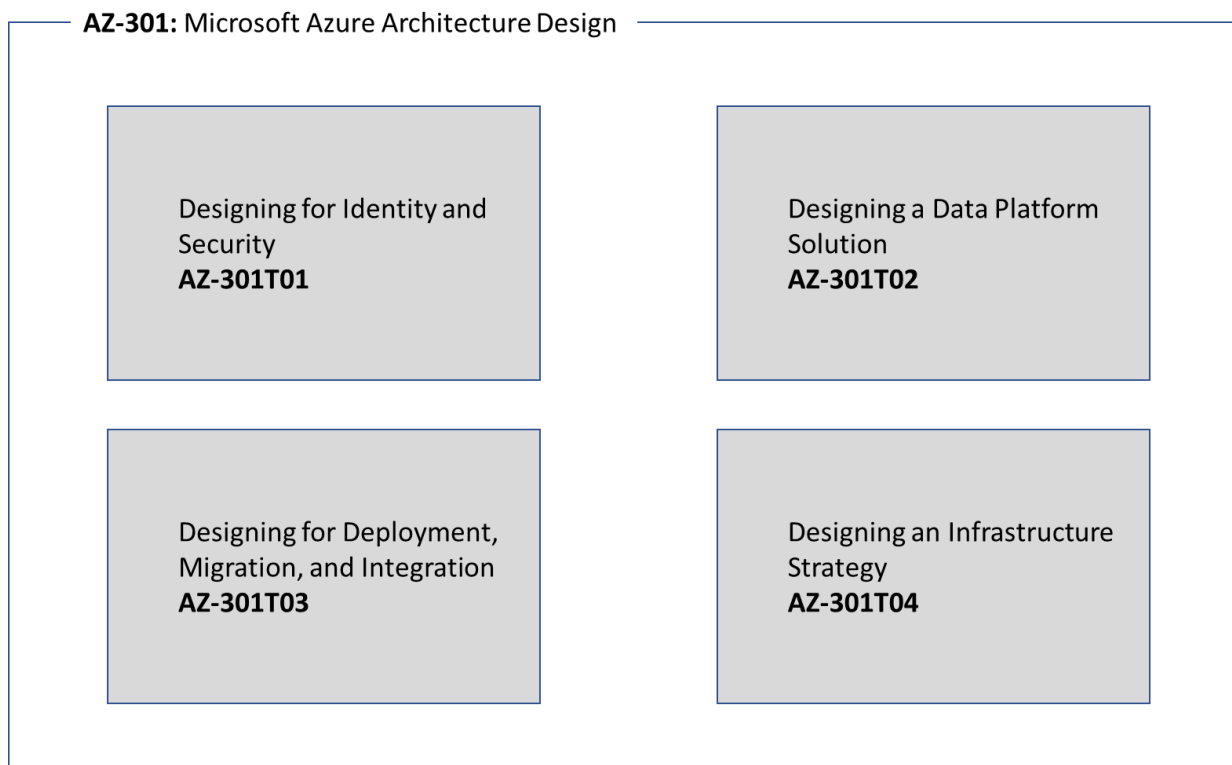 AZ-301: Microsoft Azure Architecture Design
Designing for Identity and
Security
AZ-301T01
Designing a Data Platform
Solution
AZ-301T02
Designing for Deployment,
Migration, and Integration
AZ-301T03
Designing an Infrastructure
Strategy
AZ-301T04